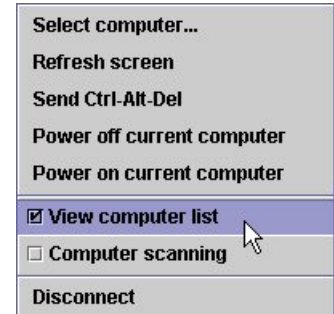 Select computer...
Refresh screen
Send Ctrl-Alt-Del
Power off current computer
Power on current computer
View computer list
Computer scanning
Disconnect